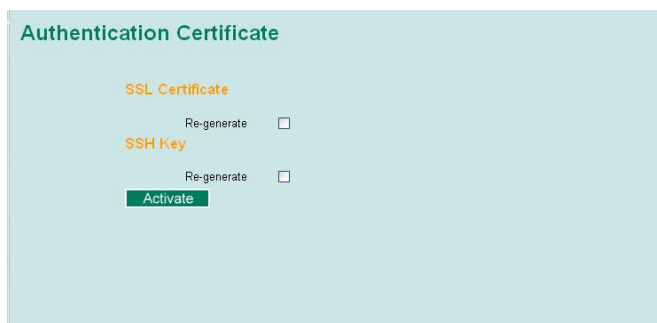 Authentication Certificate
SSL Certificate
Re-generate
SSH Key
Re-generate
Activate